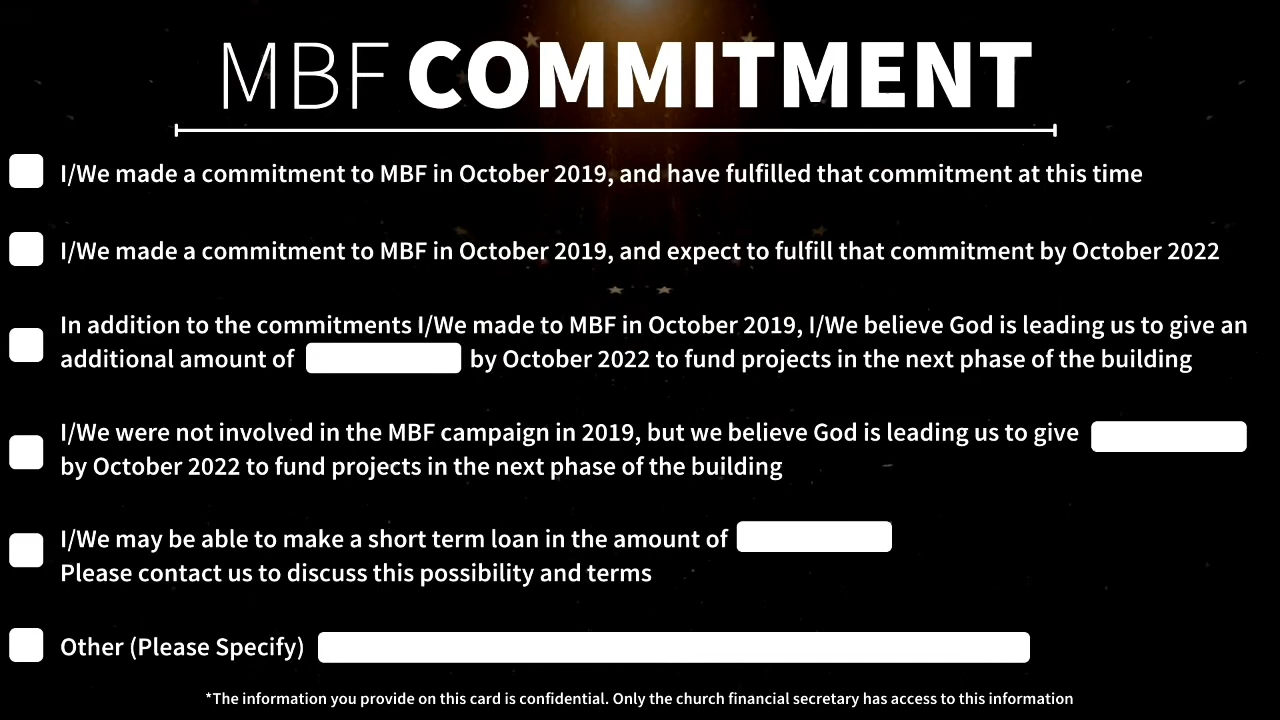 MBF COMMITMENT
I/We made a commitment to MBF in October 2019, and have fulfilled that commitment at this time
I/We made a commitment to MBF in October 2019, and expect to fulfill that commitment by October 2022
In addition to the commitments I/We made to MBF in October 2019, I/We believe God is leading us to give an
additional amount of by October 2022 to fund projects in the next phase of the building
I/We were not involved in the MBF campaign in 2019, but we believe God is leading us to give
by October 2022 to fund projects in the next phase of the building
I/We may be able to make a short term loan in the amount of
Please contact us to discuss this possibility and terms
Other (Please Specify)
*The information you provide on this card is confidential. Only the church financial secretary has access to this information